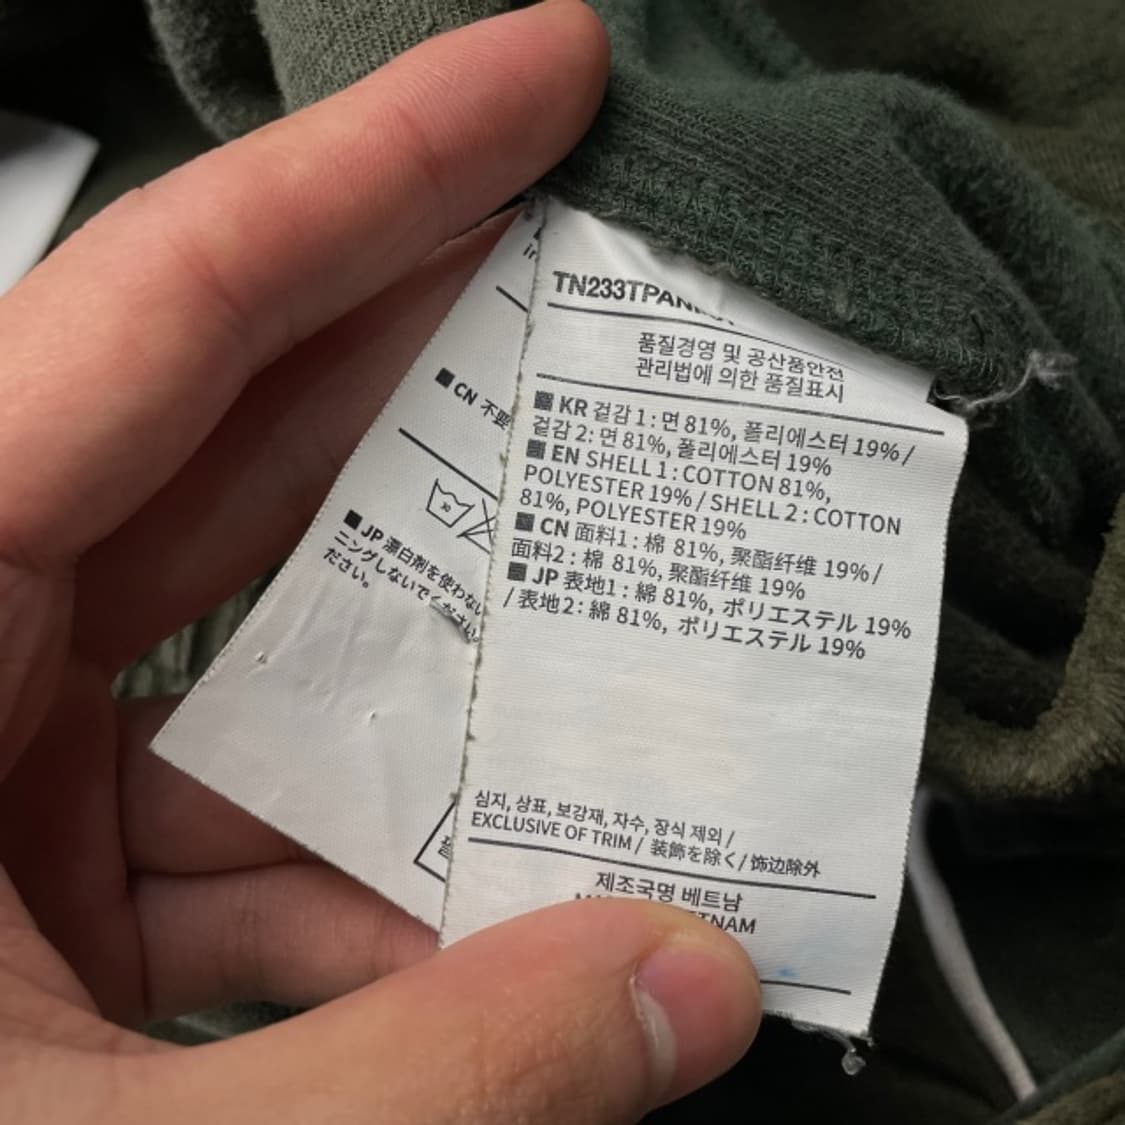 TN233TPAN
품질경영 및 공산품안전
관리법에 의한 품질표시
■ KR 겉감 1 : 면 81%, 폴리에스터 19% /
겉감 2: 면 81%, 폴리에스터 19%
■ EN SHELL 1 : COTTON 81%,
POLYESTER 19% / SHELL 2 : COTTON
81%, POLYESTER 19%
■ CN 面料1 : 棉 81%, 聚酯纤维 19% /
面料2 : 棉 81%, 聚酯纤维 19%
■ JP 表地1 : 綿 81%, ポリエステル 19%
/ 表地2 : 綿 81%, ポリエステル 19%
심지, 상표, 보강재, 자수, 장식 제외 /
EXCLUSIVE OF TRIM / 装飾を除く/ 饰边除外
제조국명 베트남
■ CN 不要
30
■ JP 漂白剤を使わない
ニングしないでください。
ださい。